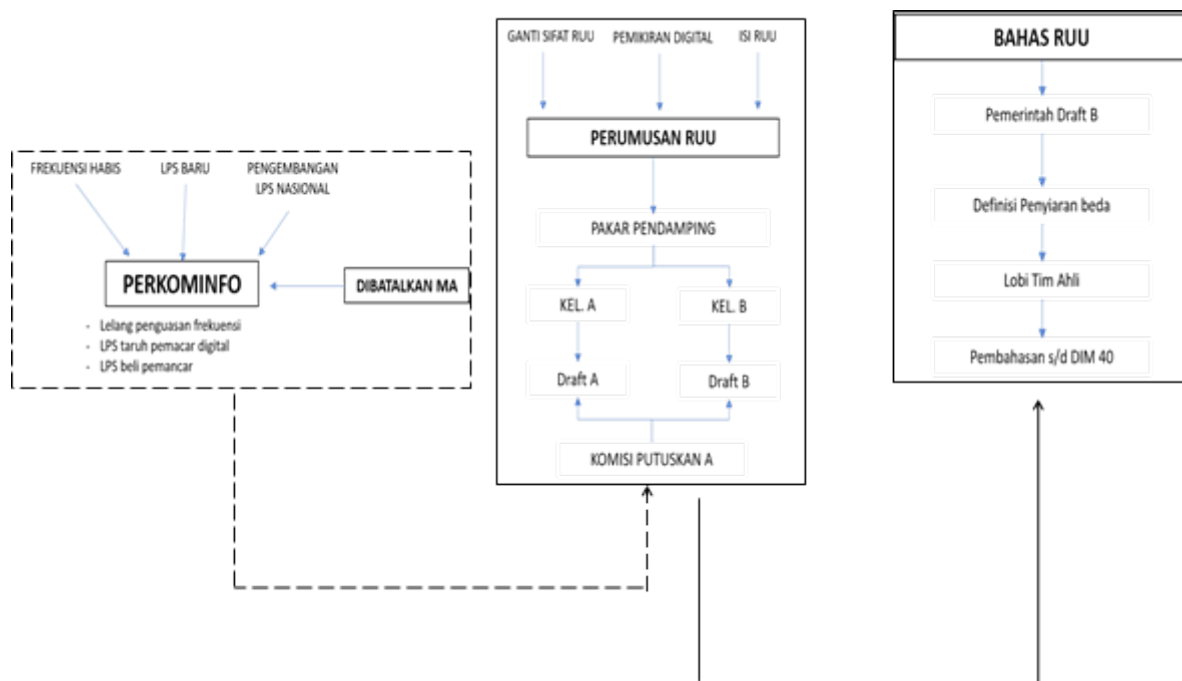 FREKUENSI HABIS
LPS BARU
PENGEMBANGAN
LPS NASIONAL
PERKOMINFO
DIBATALKAN MA
- Lelang penguasan frekuensi
- LPS taruh pemacar digital
- LPS beli pemancar
GANTI SIFAT RUU
PEMIKIRAN DIGITAL
ISI RUU
PERUMUSAN RUU
PAKAR PENDAMPING
KEL. A
KEL. B
Draft A
Draft B
KOMISI PUTUSKAN A
BAHAS RUU
Pemerintah Draft B
Definisi Penyiaran beda
Lobi Tim Ahli
Pembahasan s/d DIM 40